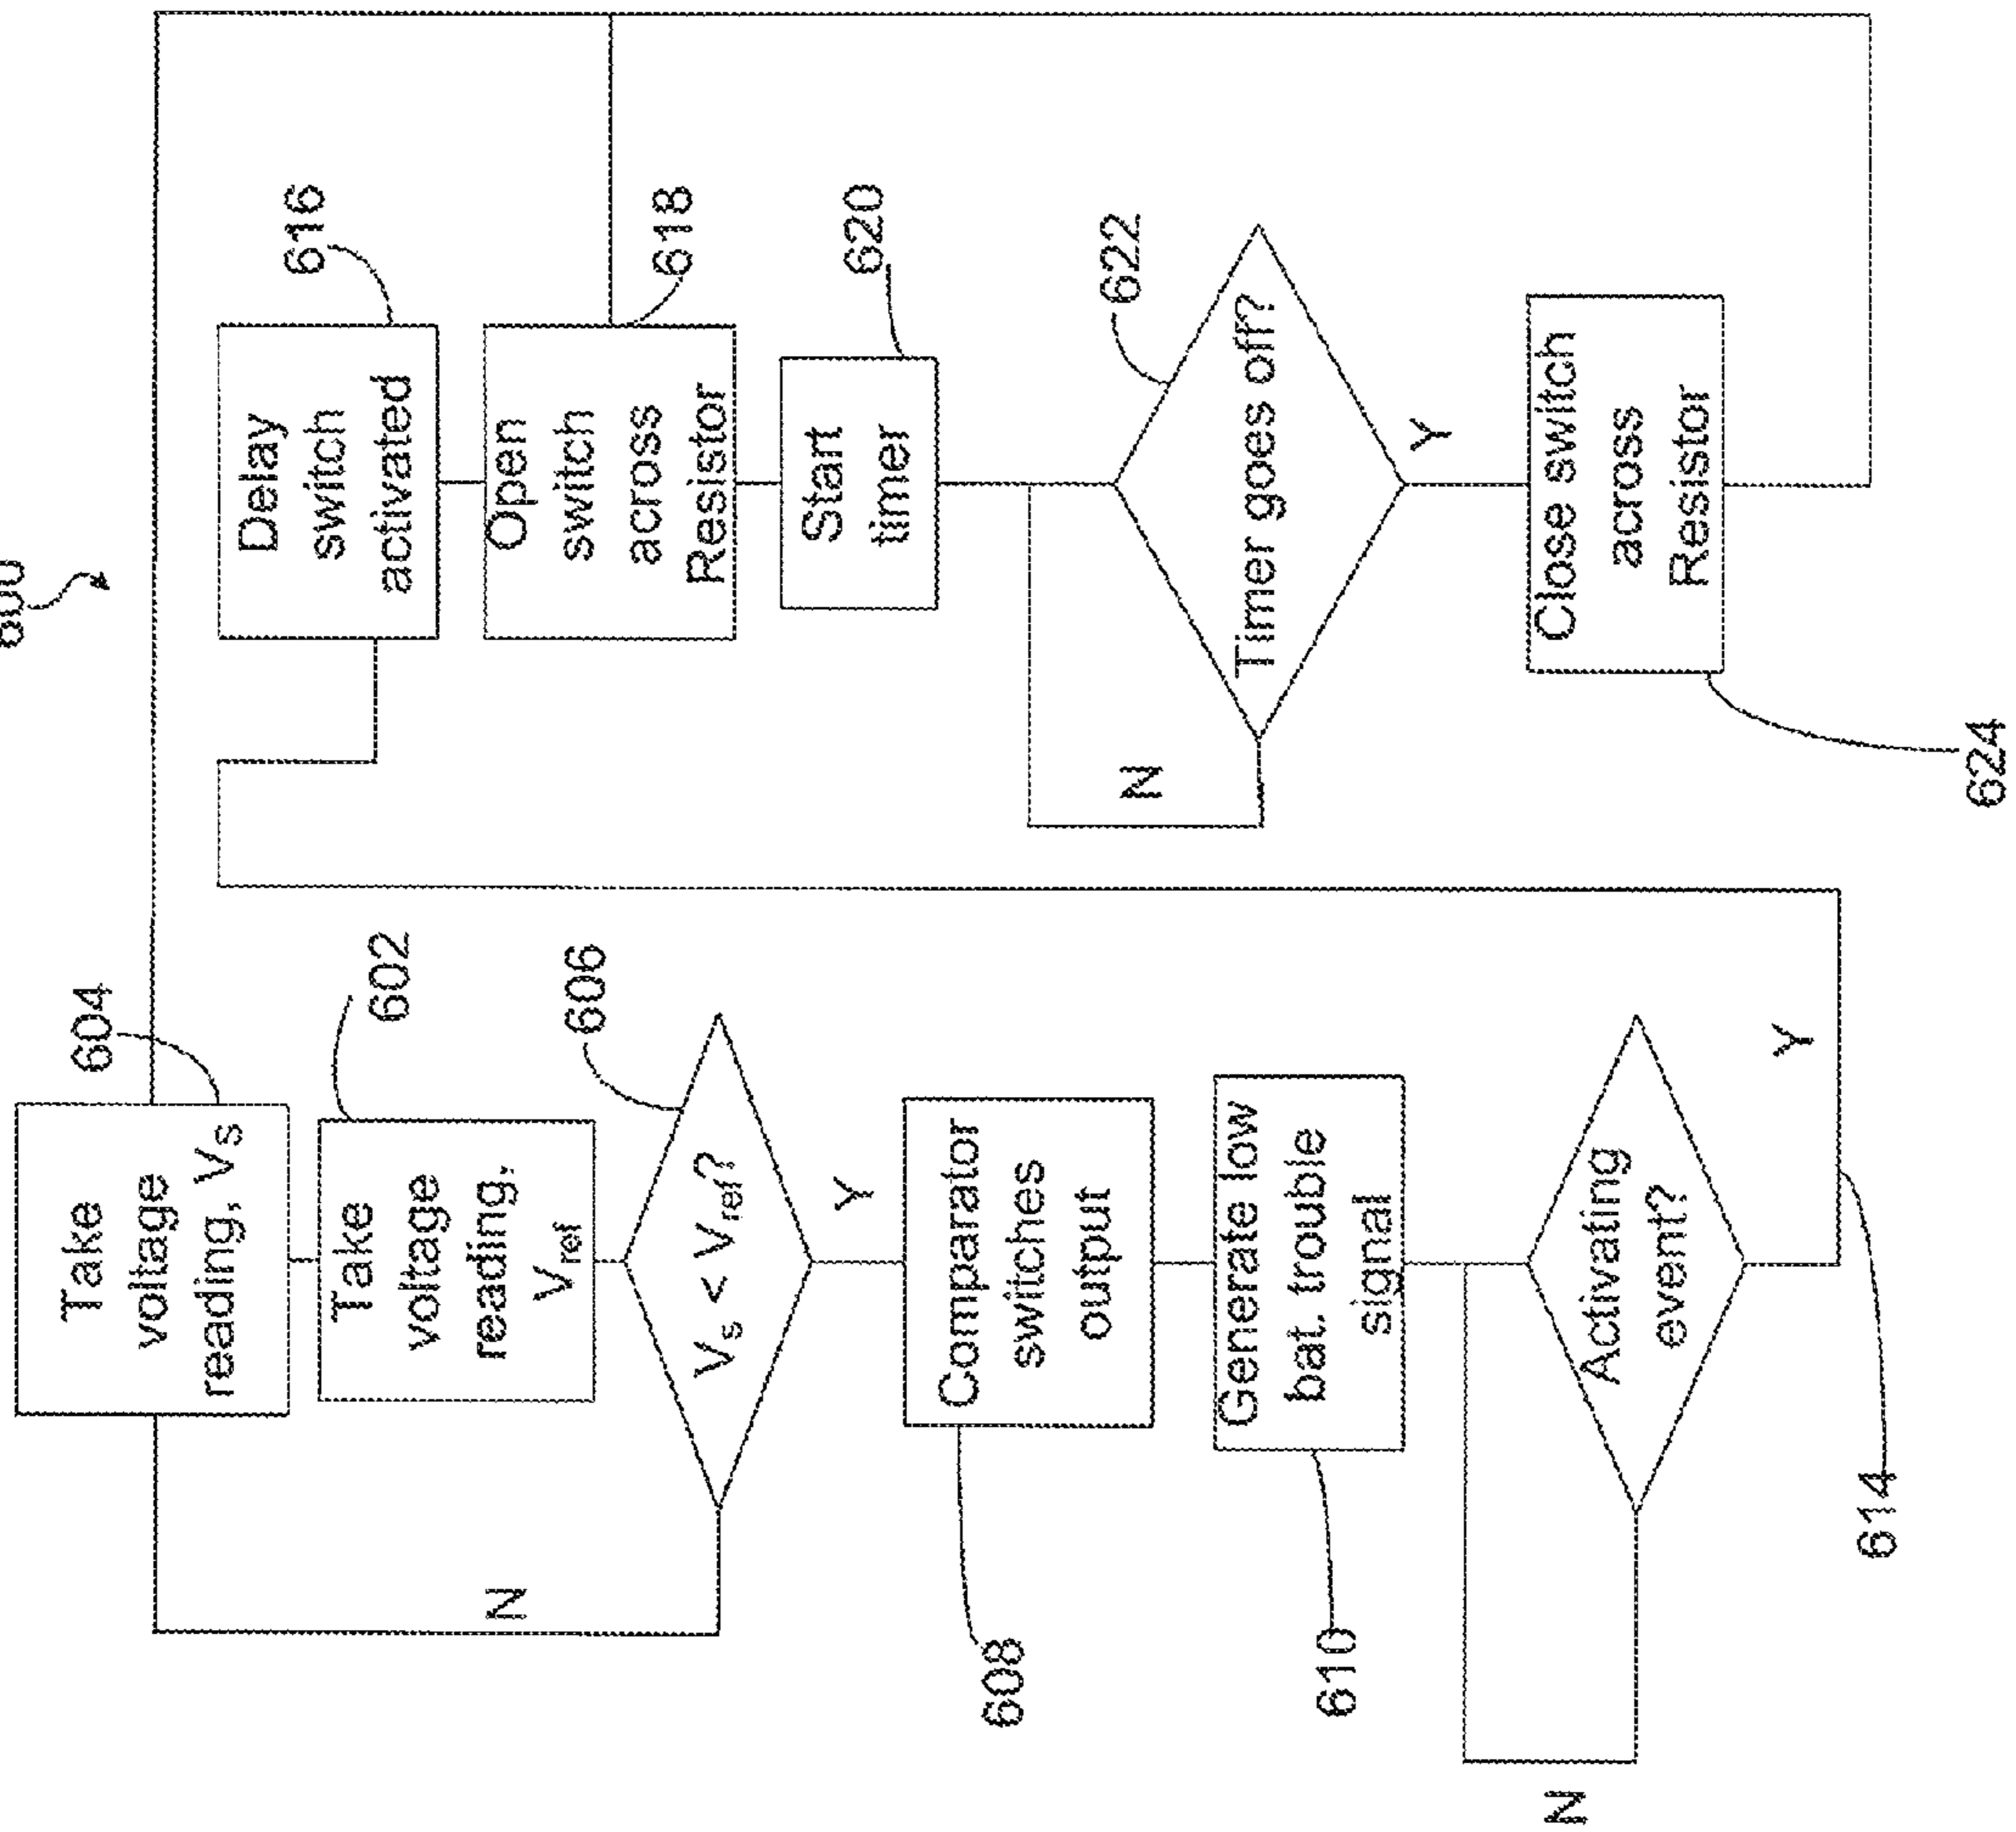 600
604
Take
voltage
reading, Vs
602
Take
voltage
reading,
Vref
606
Vs < Vref?
N
Y
608
Comparator
switches
output
610
Generate low
bat. trouble
signal
Activating
event?
N
Y
614
616
Delay
switch
activated
618
Open
switch
across
Resistor
620
Start
timer
622
Timer goes off?
N
Y
Close switch
across
Resistor
624